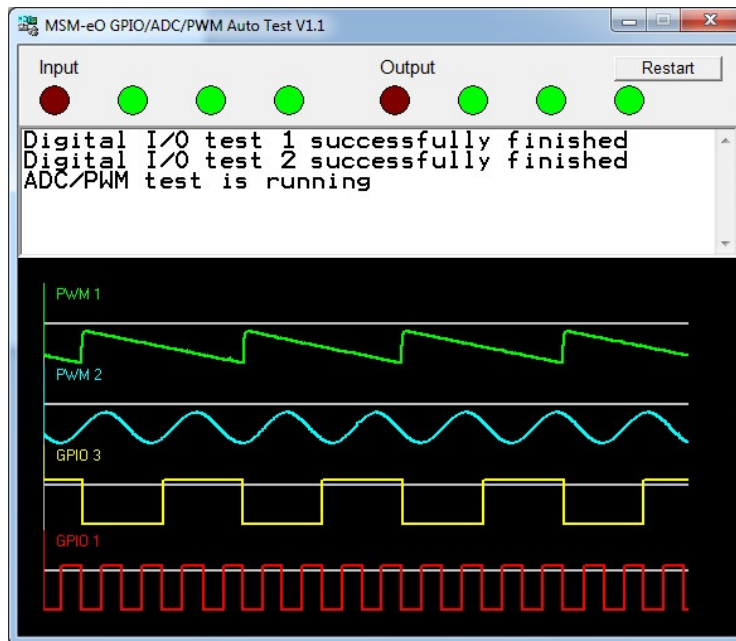 MSM-eO GPIO/ADC/PWM Auto Test V1.1
Input Output Restart
Digital I/O test 1 successfully finished
Digital I/O test 2 successfully finished
ADC/PWM test is running
PWM 1
PWM 2
GPIO 3
GPIO 1